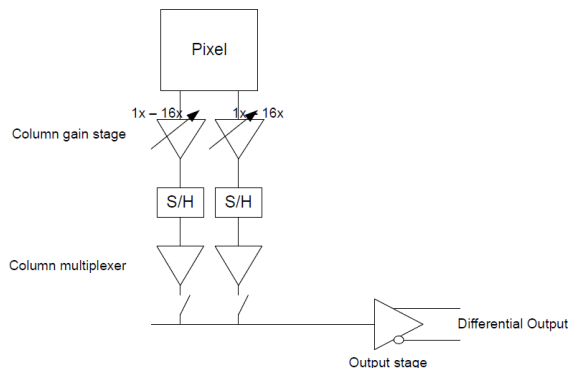 Pixel
1x – 16x
1x – 16x
Column gain stage
S/H
S/H
Column multiplexer
Differential Output
Output stage